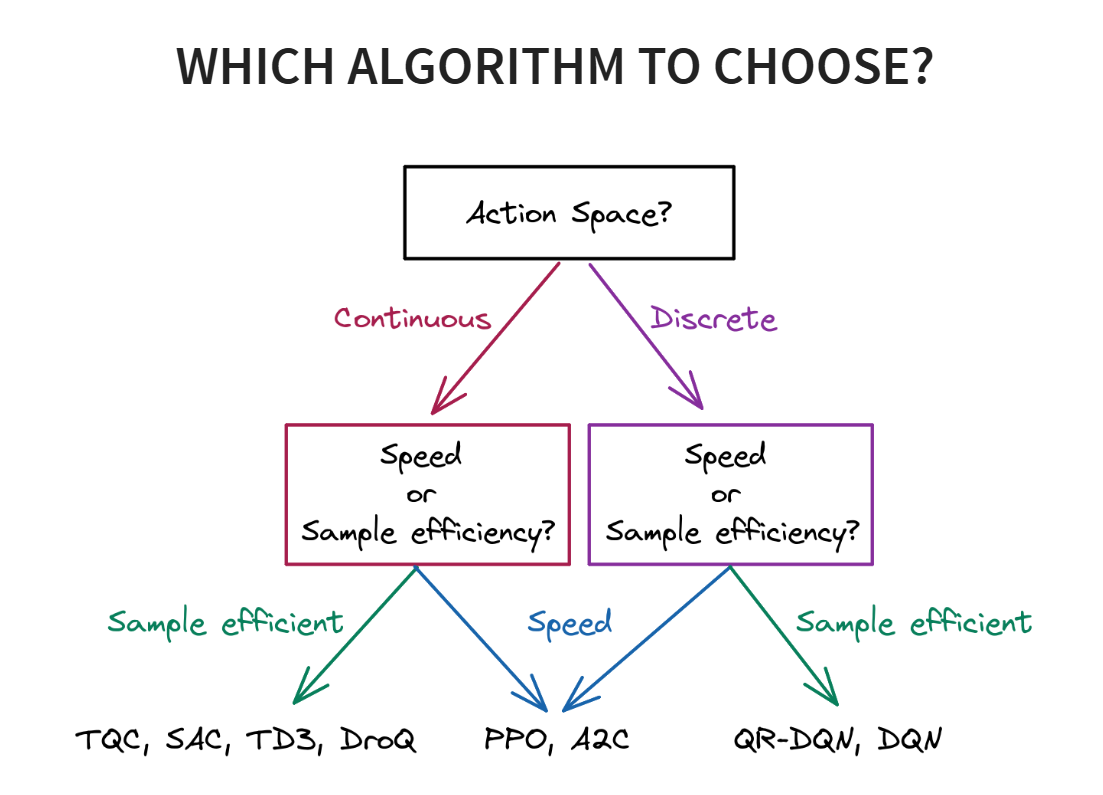 WHICH ALGORITHM TO CHOOSE?
Action Space?
Continuous
Discrete
Speed
or
Sample efficiency?
Speed
or
Sample efficiency?
Sample efficient
Speed
Sample efficient
TQC, SAC, TD3, DroQ
PPO, A2C
QR-DQN, DQN